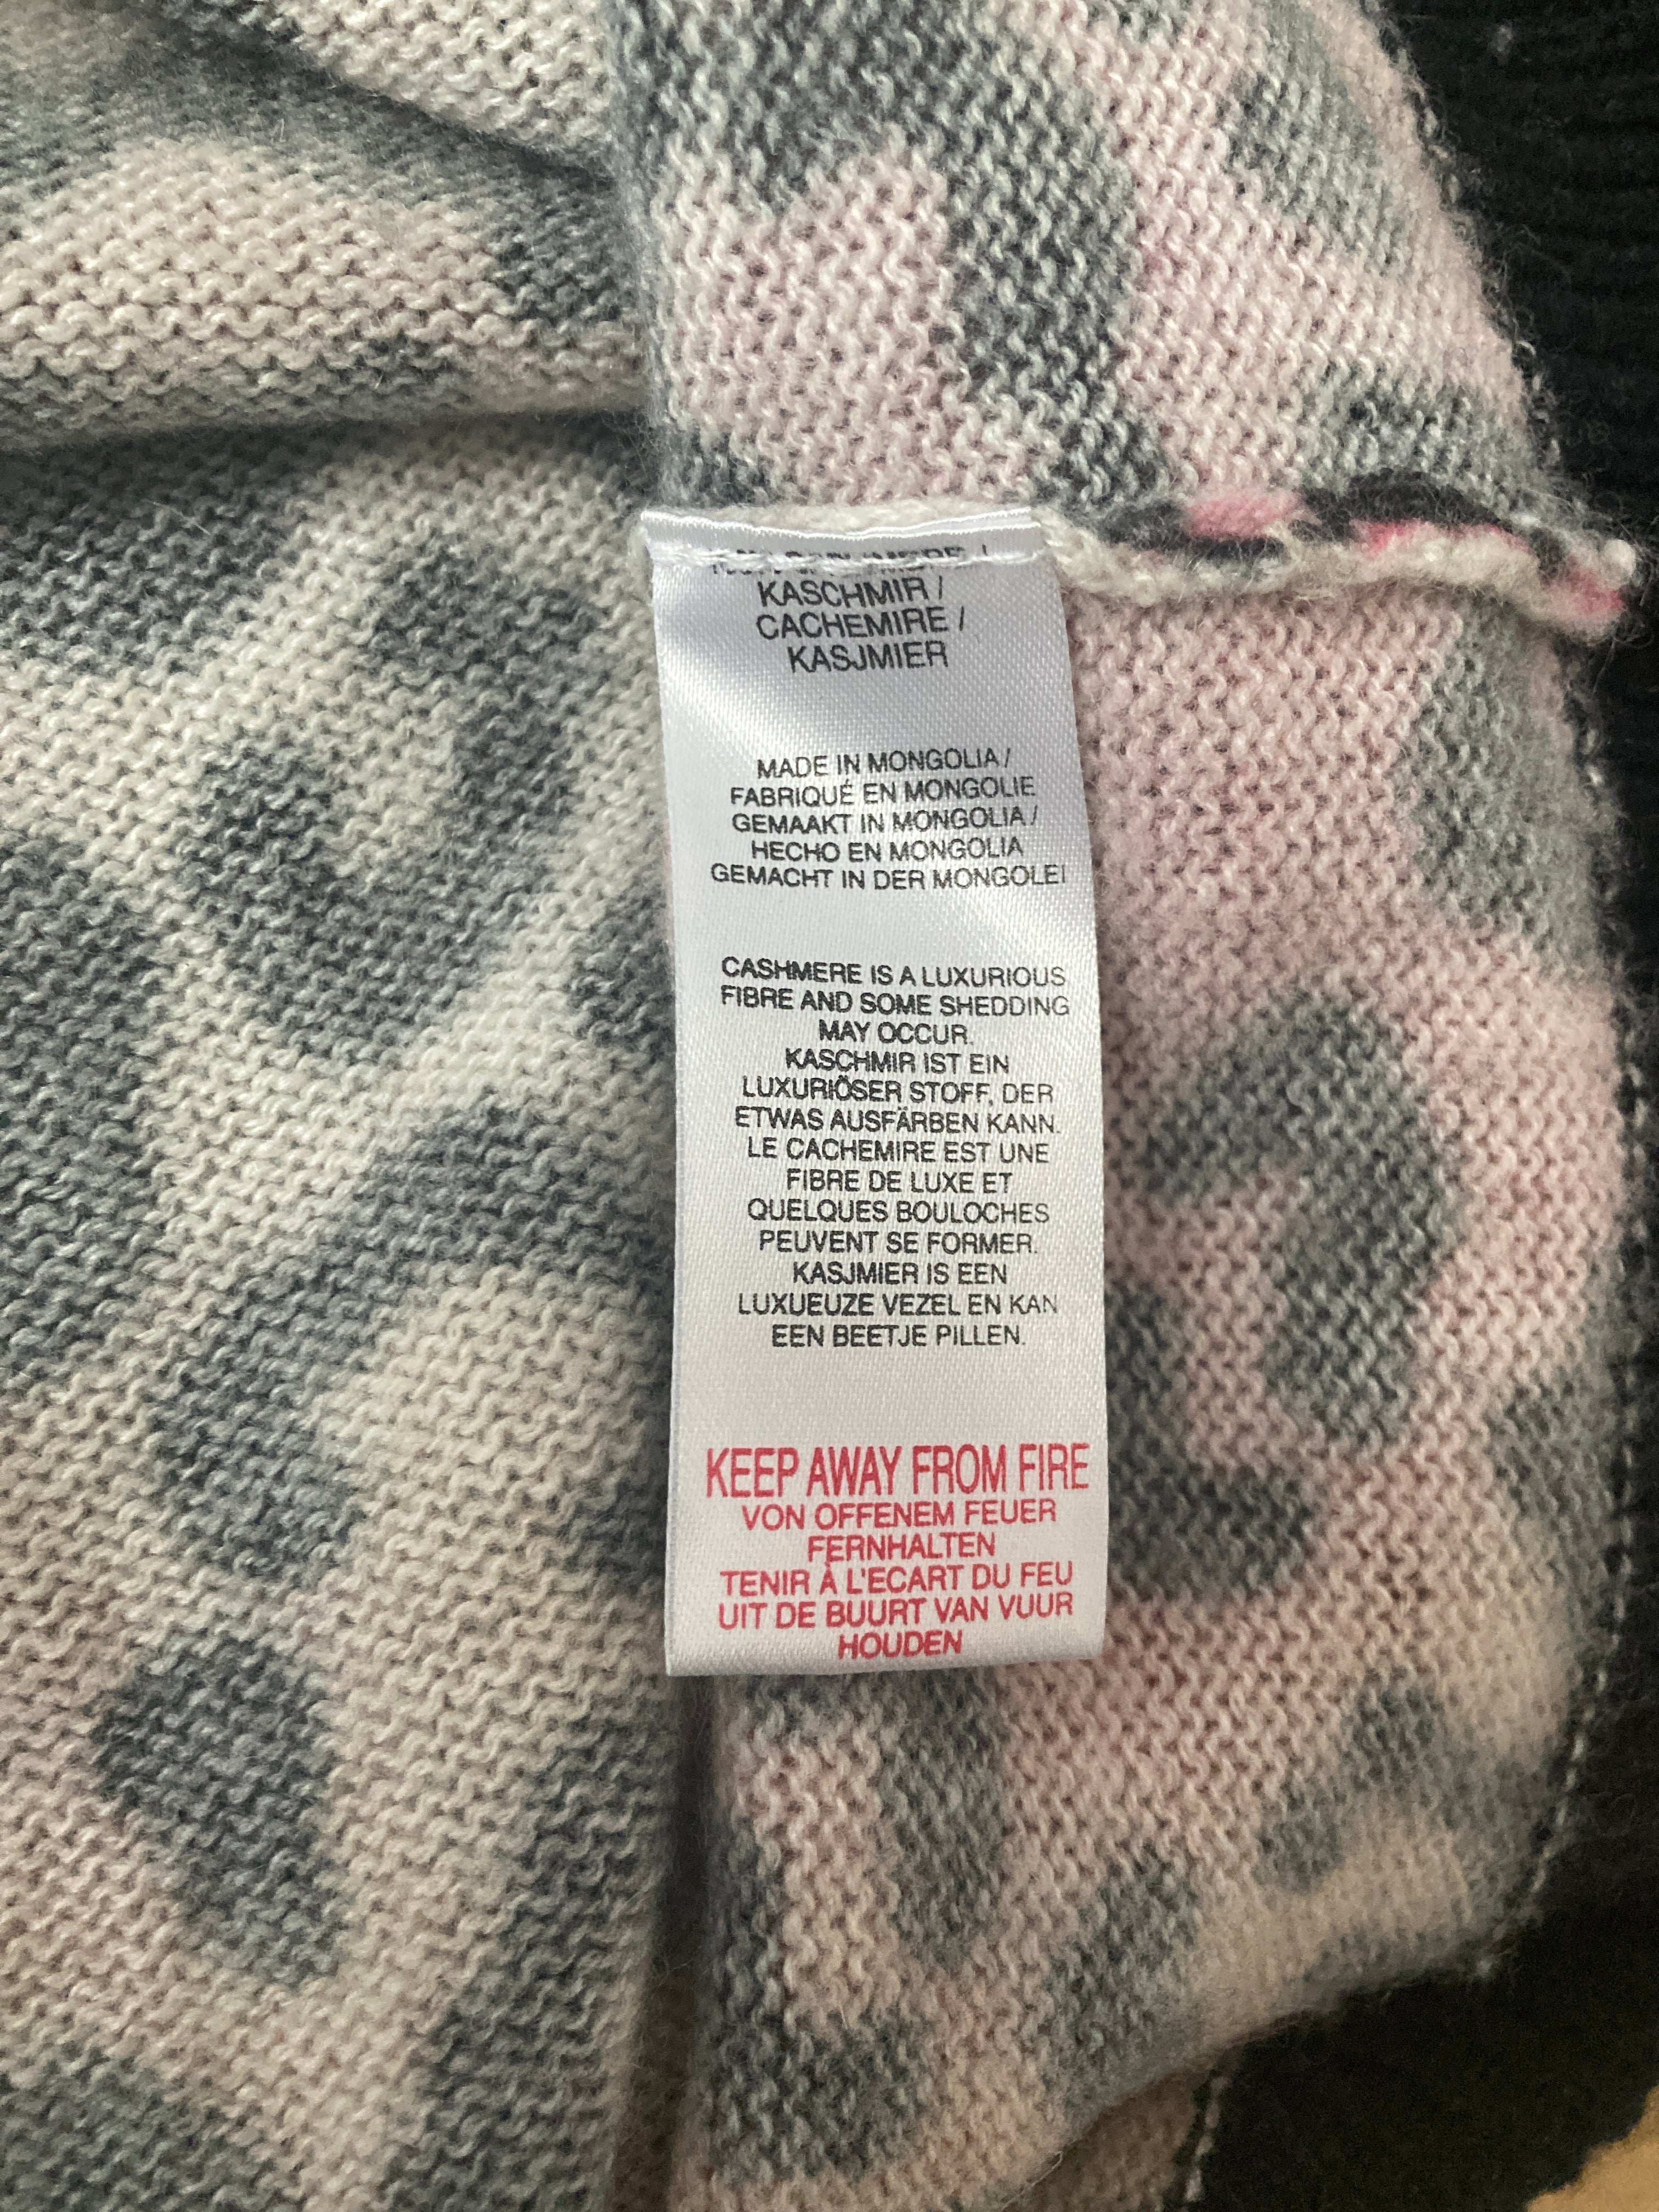 KASCHMIR /
CACHEMIRE /
KASJMIER
MADE IN MONGOLIA /
FABRIQUÉ EN MONGOLIE
GEMAAKT IN MONGOLIA /
HECHO EN MONGOLIA
GEMACHT IN DER MONGOLEI
CASHMERE IS A LUXURIOUS
FIBRE AND SOME SHEDDING
MAY OCCUR.
KASCHMIR IST EIN
LUXURIÖSER STOFF, DER
ETWAS AUSFÄRBEN KANN.
LE CACHEMIRE EST UNE
FIBRE DE LUXE ET
QUELQUES BOULOCHES
PEUVENT SE FORMER.
KASJMIER IS EEN
LUXUEUZE VEZEL EN KAN
EEN BEETJE PILLEN.
KEEP AWAY FROM FIRE
VON OFFENEM FEUER
FERNHALTEN
TENIR À L'ECART DU FEU
UIT DE BUURT VAN VUUR
HOUDEN